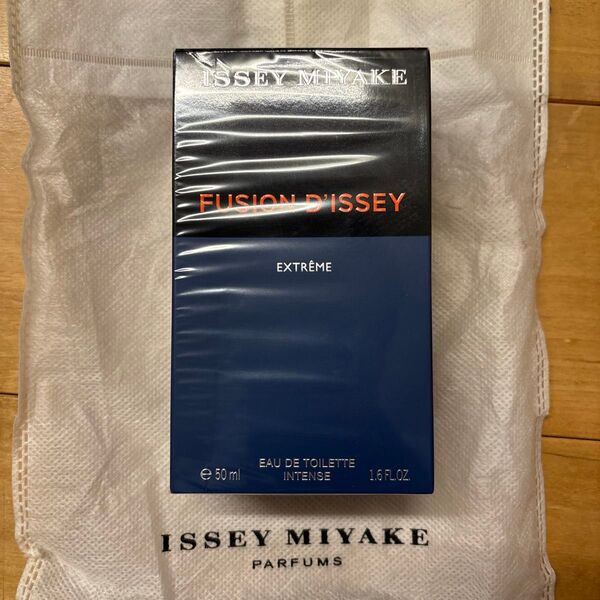 ISSEY MIYAKE
FUSION D'ISSEY
EXTRÊME
EAU DE TOILETTE
℮ 50 ml INTENSE 1.6 FL.OZ.
ISSEY MIYAKE
PARFUMS